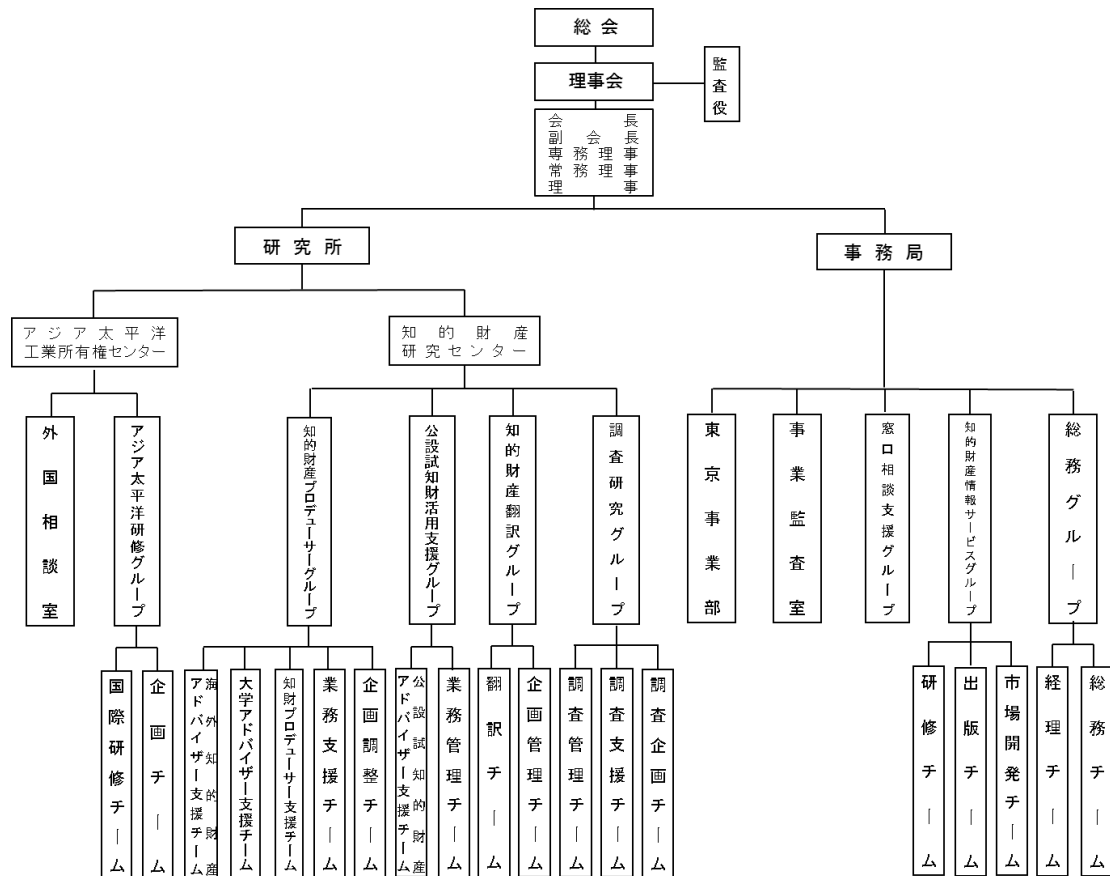 総会
理事会
監査役
会長
副会長
専務理事
常務理事
理事
研究所
事務局
アジア太平洋
工業所有権センター
知的財産
研究センター
外国相談室
アジア太平洋研修グループ
知的財産プロデューサーグループ
公設試知財活用支援グループ
知的財産翻訳グループ
調査研究グループ
東京事業部
事業監査室
窓口相談支援グループ
知的財産情報サービスグループ
総務グループ
国際研修チーム
企画チーム
海外知的財産
アドバイザー支援チーム
大学アドバイザー支援チーム
知財プロデューサー支援チーム
業務支援チーム
企画調整チーム
公設試知的財産
アドバイザー支援チーム
業務管理チーム
翻訳チーム
企画管理チーム
調査管理チーム
調査支援チーム
調査企画チーム
研修チーム
出版チーム
市場開発チーム
経理チーム
総務チーム